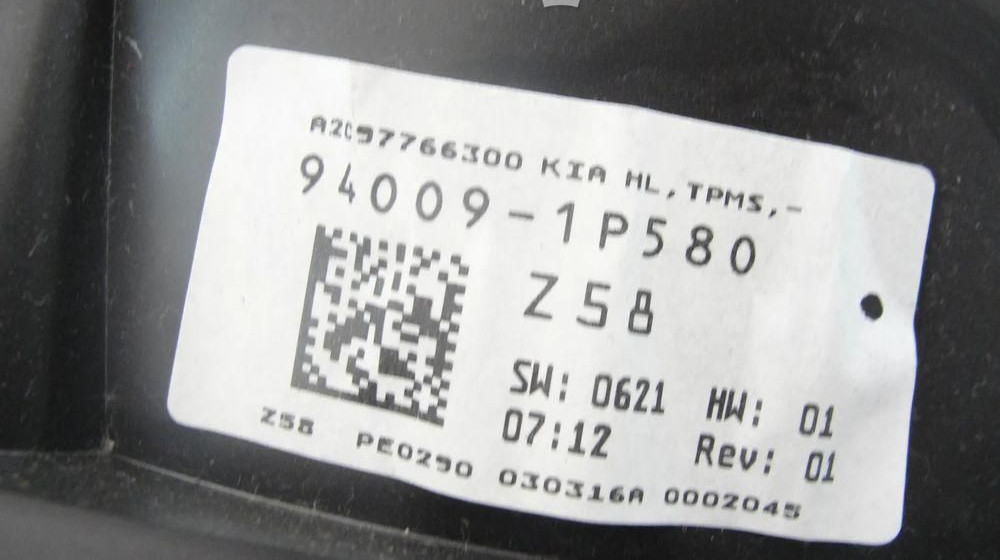 A2C97766300 KIA ML,TPMS,-
94009-1P580
Z58
SW: 0621 HW: 01
07:12 Rev: 01
Z58 PE0290 030316A 0002045